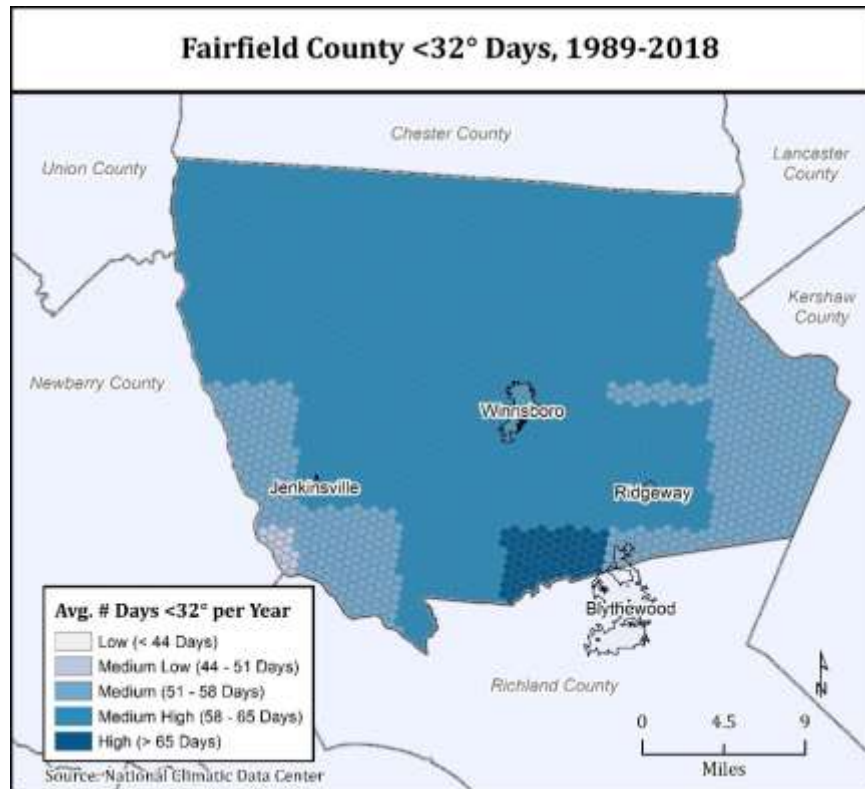 Fairfield County <32° Days, 1989-2018
Chester County
Union County
Lancaster
County
Kershaw
County
Newberry County
Winnsboro
Jenkinsville
Ridgeway
Blythewood
Richland County
Avg. # Days <32° per Year
Low (< 44 Days)
Medium Low (44 - 51 Days)
Medium (51 - 58 Days)
Medium High (58 - 65 Days)
High (> 65 Days)
Source: National Climatic Data Center
N
0 4.5 9
Miles